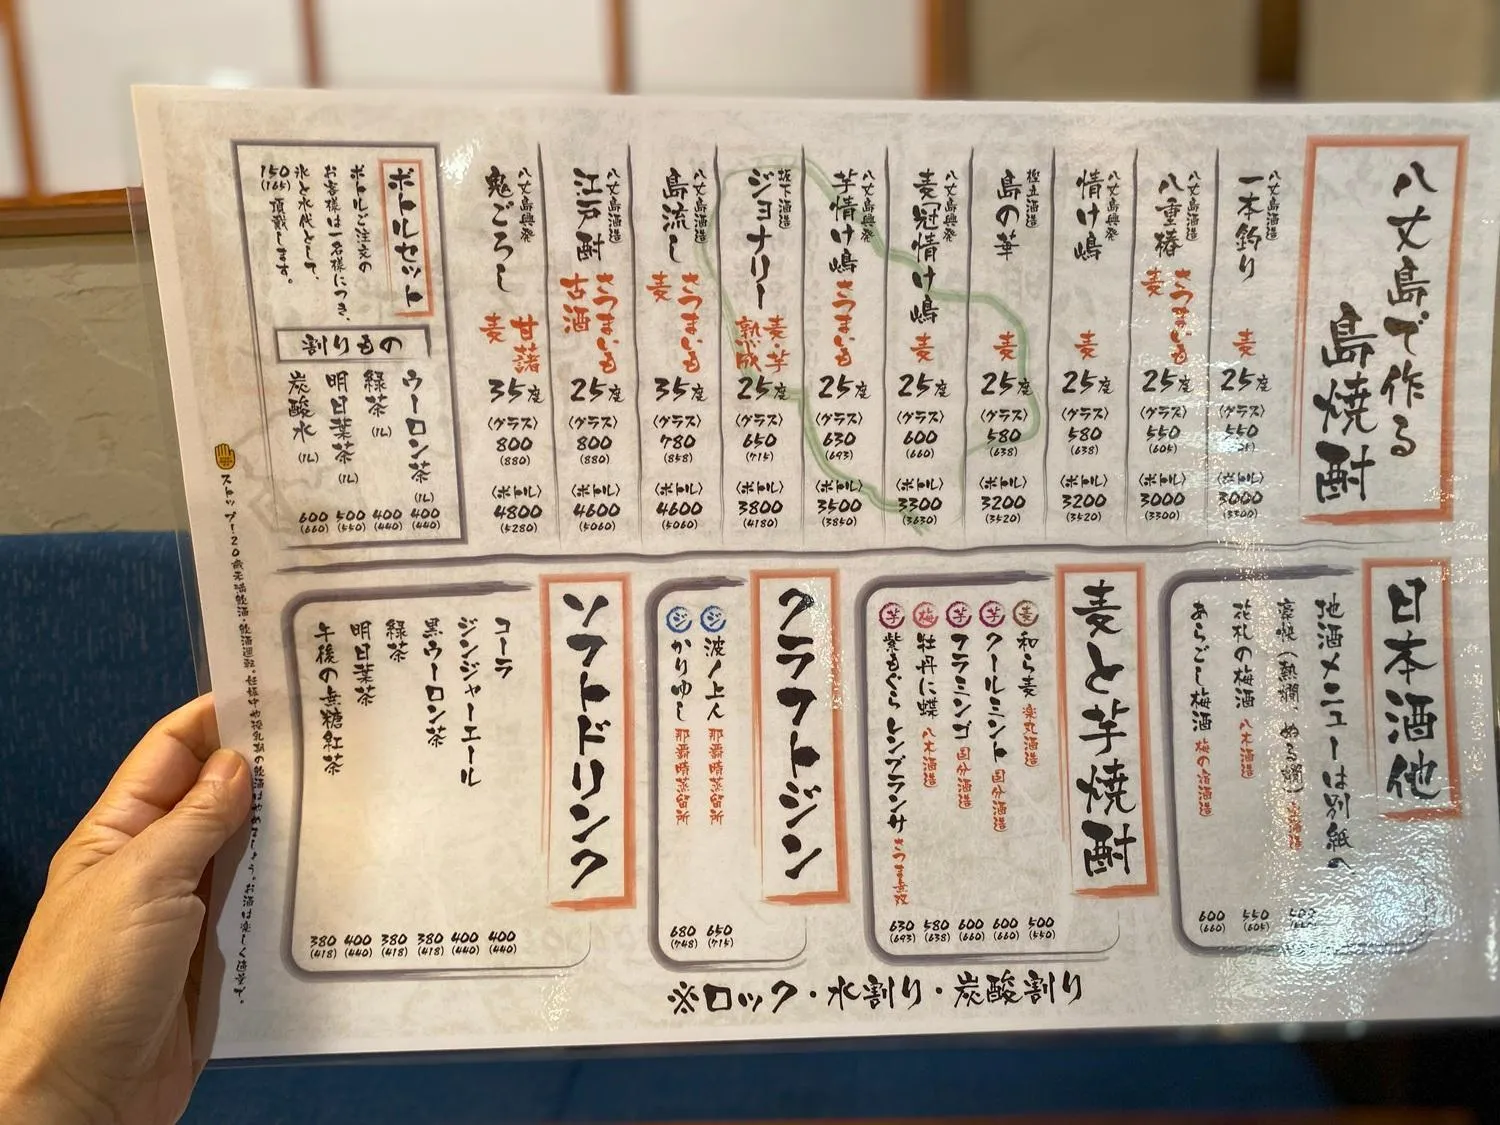 八丈島で作る
島焼酎
八丈島酒造
一本釣り 麦 25度 〈グラス〉 550 〈ボトル〉 3000 (3300)
八丈島酒造
八重椿 さつまいも 麦 25度 〈グラス〉 550 (605) 〈ボトル〉 3000 (3300)
八丈島興発
情け嶋 麦 25度 〈グラス〉 580 (638) 〈ボトル〉 3200 (3520)
樫立酒造
島の華 麦 25度 〈グラス〉 580 (638) 〈ボトル〉 3200 (3520)
八丈島興発
麦冠情け嶋 麦 25度 〈グラス〉 600 (660) 〈ボトル〉 3300 (3630)
八丈島興発
芋情け嶋 さつまいも 25度 〈グラス〉 630 (693) 〈ボトル〉 3500 (3850)
坂下酒造
ジョナリー 麦・芋 熟成 25度 〈グラス〉 650 (715) 〈ボトル〉 3800 (4180)
八丈島酒造
島流し さつまいも 麦 35度 〈グラス〉 780 (858) 〈ボトル〉 4600 (5060)
八丈島酒造
江戸酎 さつまいも 古酒 25度 〈グラス〉 800 (880) 〈ボトル〉 4600 (5060)
八丈島興発
鬼ごろし 甘藷 麦 35度 〈グラス〉 800 (880) 〈ボトル〉 4800 (5280)
ボトルセット
ボトルご注文の
お客様は一名様につき、
氷と水代として、
150 (165) 頂戴します。
割りもの
ウーロン茶 (1L) 400 (440)
緑茶 (1L) 400 (440)
明日葉茶 (1L) 500 (550)
炭酸水 (1L) 600 (660)
日本酒他
地酒メニューは別紙へ
豪快(熱燗、ぬる燗)
花札の梅酒 八木酒造 550 (605)
あらごし梅酒 梅の宿酒造 600 (660)
麦と芋焼酎
麦 和ら麦 楽丸酒造 500 (550)
芋 クールミント 国分酒造 600 (660)
芋 フラミンゴ 国分酒造 600 (660)
梅 牡丹に蝶 八木酒造 580 (638)
芋 紫もぐら レンブランサ さつま無双 630 (693)
クラフトジン
ジ 波ノ上人 那覇蒸留所 650 (715)
ジ かりゆし 那覇蒸留所 680 (748)
ソフトドリンク
コーラ 400 (440)
ジンジャーエール 400 (440)
黒ウーロン茶 380 (418)
緑茶 380 (418)
明日葉茶 400 (440)
午後の無糖紅茶 380 (418)
※ロック・水割り・炭酸割り
ストップ!20歳未満飲酒・飲酒運転。妊娠中や授乳期の飲酒はやめましょう。お酒は楽しく適量で。